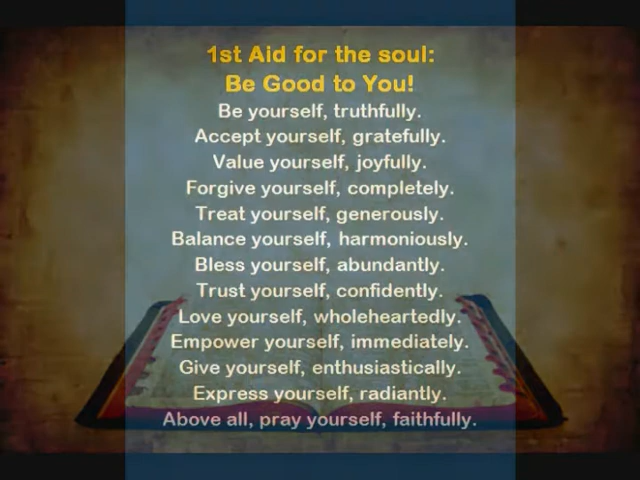 1st Aid for the soul:
Be Good to You!
Be yourself, truthfully.
Accept yourself, gratefully.
Value yourself, joyfully.
Forgive yourself, completely.
Treat yourself, generously.
Balance yourself, harmoniously.
Bless yourself, abundantly.
Trust yourself, confidently.
Love yourself, wholeheartedly.
Empower yourself, immediately.
Give yourself, enthusiastically.
Express yourself, radiantly.
Above all, pray yourself, faithfully.